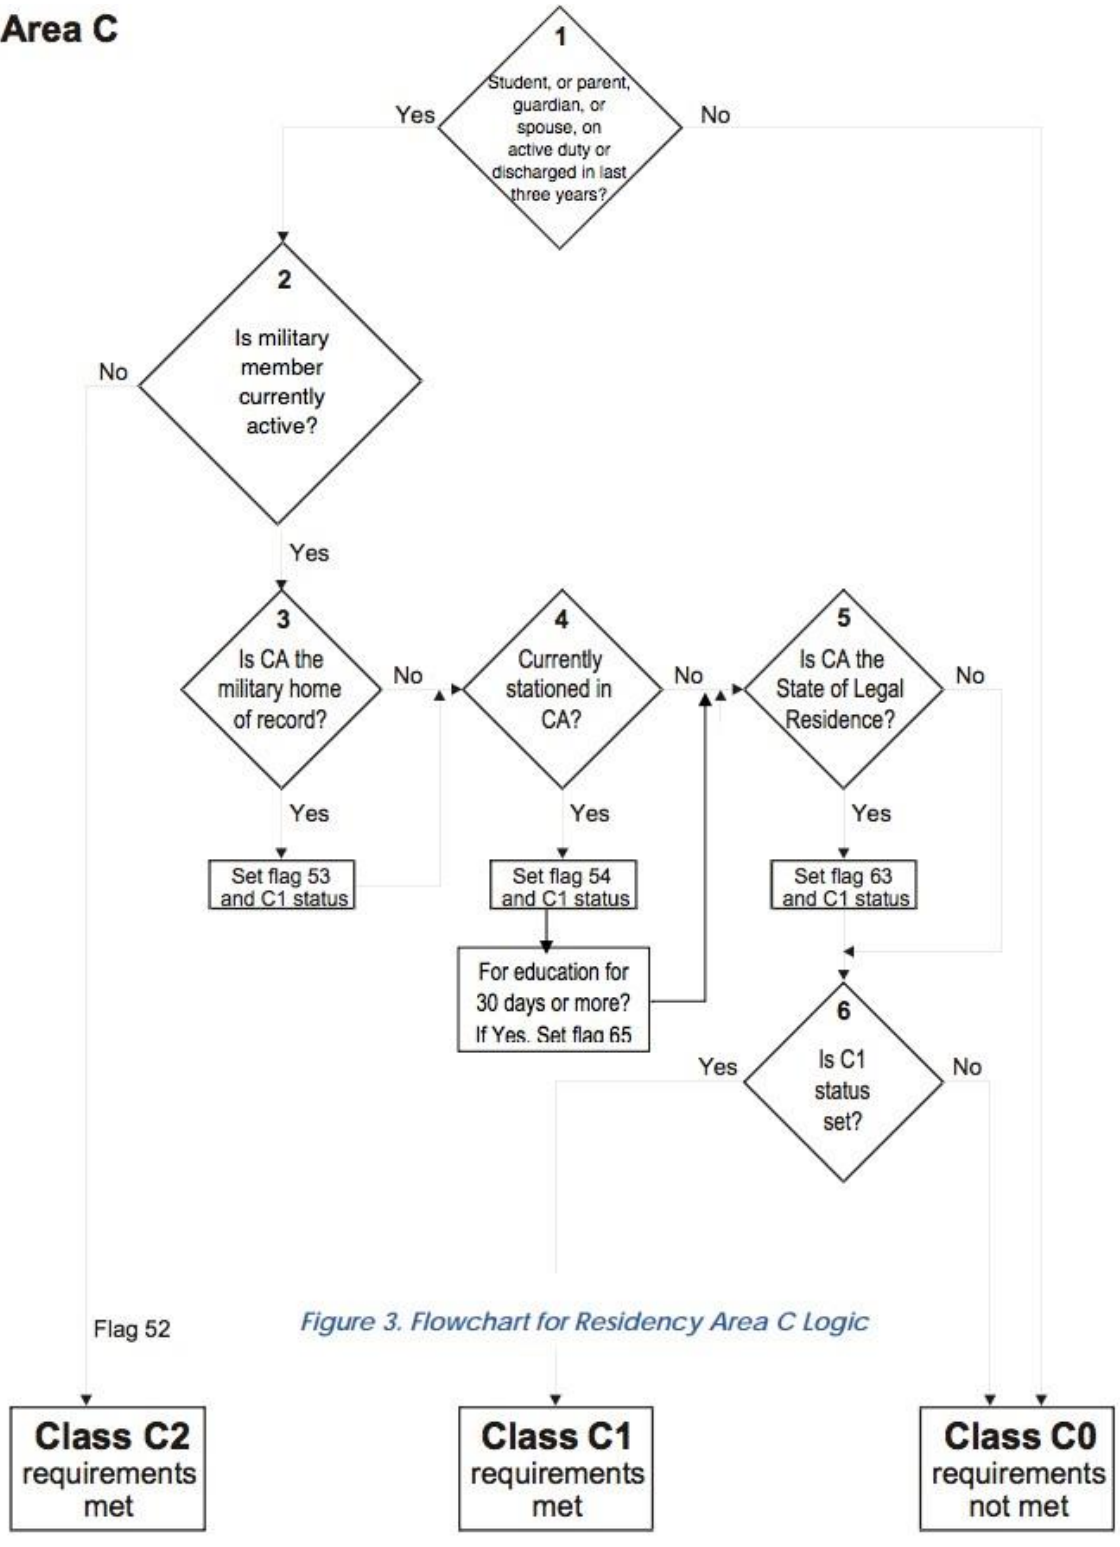 Area C
1
Student, or parent,
guardian, or
spouse, on
active duty or
discharged in last
three years?
Yes
No
2
Is military
member
currently
active?
No
Yes
3
Is CA the
military home
of record?
No
Yes
Set flag 53
and C1 status
4
Currently
stationed in
CA?
No
Yes
Set flag 54
and C1 status
For education for
30 days or more?
If Yes. Set flag 65
5
Is CA the
State of Legal
Residence?
No
Yes
Set flag 63
and C1 status
6
Is C1
status
set?
Yes
No
Flag 52
Figure 3. Flowchart for Residency Area C Logic
Class C2
requirements
met
Class C1
requirements
met
Class C0
requirements
not met